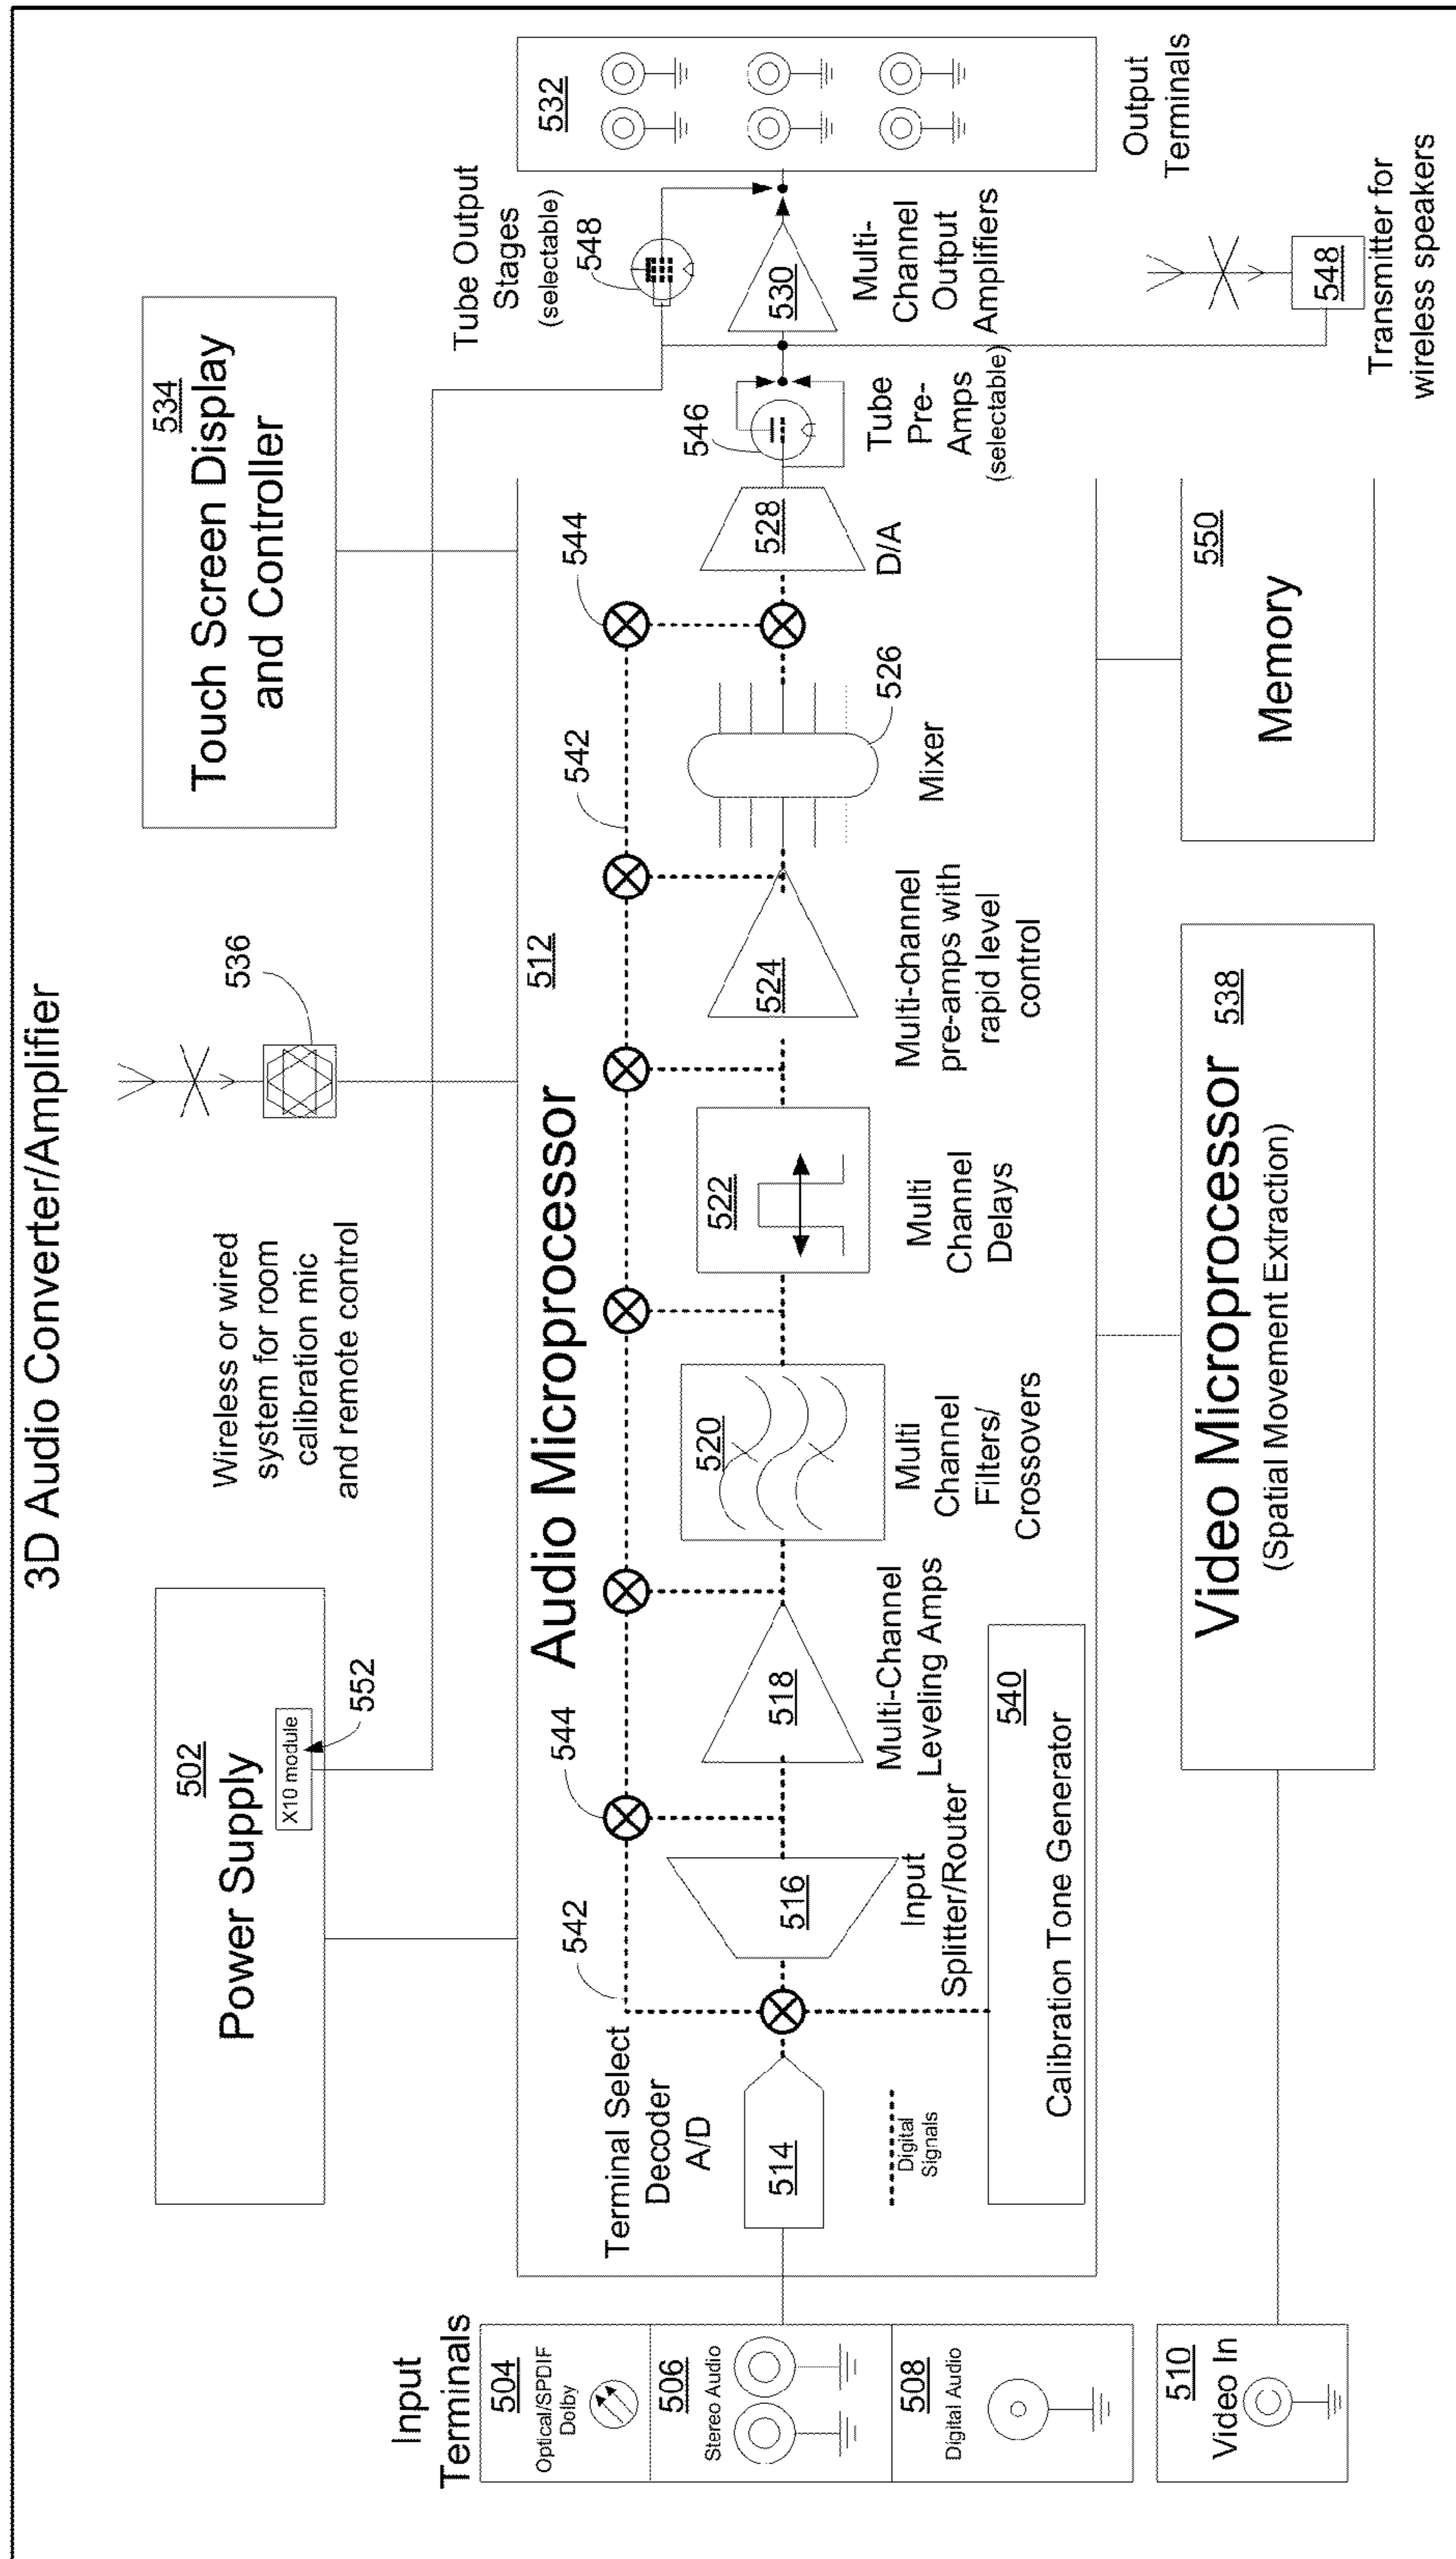 3D Audio Converter/Amplifier
502
Power Supply
X10 module
552
Wireless or wired
system for room
calibration mic
and remote control
536
534
Touch Screen Display
and Controller
Input
Terminals
504
Optical/SPDIF
Dolby
506
Stereo Audio
508
Digital Audio
510
Video In
Audio Microprocessor
512
Terminal Select
Decoder
A/D
514
Digital
Signals
542
544
516
Input
Splitter/Router
518
Multi-Channel
Leveling Amps
540
Calibration Tone Generator
520
Multi
Channel
Filters/
Crossovers
522
Multi
Channel
Delays
524
Multi-channel
pre-amps with
rapid level
control
542
526
Mixer
544
528
D/A
546
Tube
Pre-
Amps
(selectable)
Tube Output
Stages
(selectable)
548
530
Multi-
Channel
Output
Amplifiers
532
Output
Terminals
548
Transmitter for
wireless speakers
Video Microprocessor 538
(Spatial Movement Extraction)
550
Memory